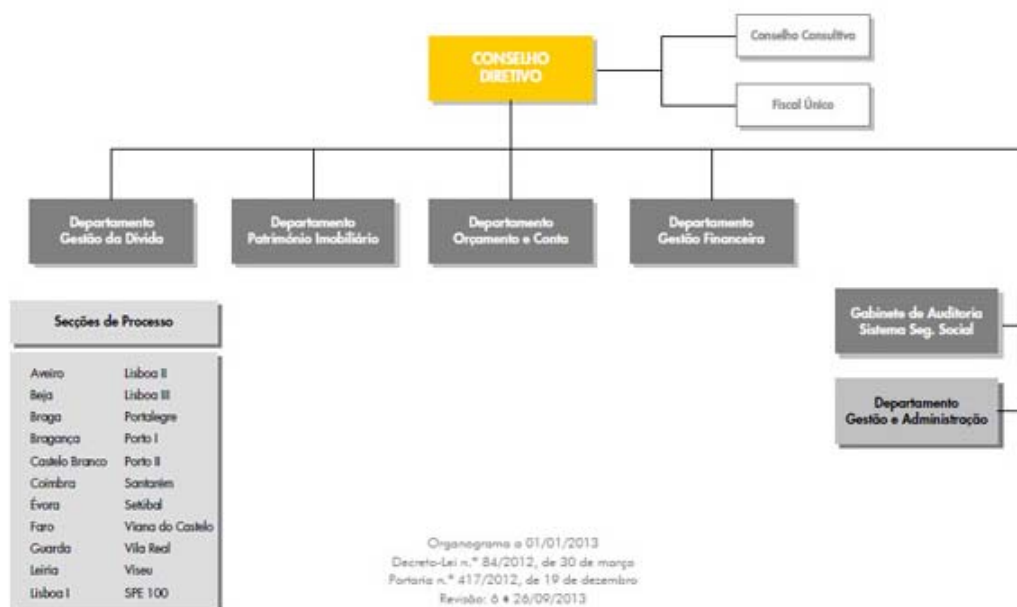 CONSELHO
DIRETIVO
Conselho Consultivo
Fiscal Único
Departamento
Gestão da Dívida
Departamento
Património Imobiliário
Departamento
Orçamento e Conta
Departamento
Gestão Financeira
Gabinete de Auditoria
Sistema Seg. Social
Departamento
Gestão e Administração
Secções de Processo
Aveiro Lisboa II
Beja Lisboa III
Braga Portalegre
Bragança Porto I
Castelo Branco Porto II
Coimbra Santarém
Évora Setúbal
Faro Viana do Castelo
Guarda Vila Real
Leiria Viseu
Lisboa I SPE 100
Organograma a 01/01/2013
Decreto-Lei n.º 84/2012, de 30 de março
Portaria n.º 417/2012, de 19 de dezembro
Revisão: 6 • 26/09/2013